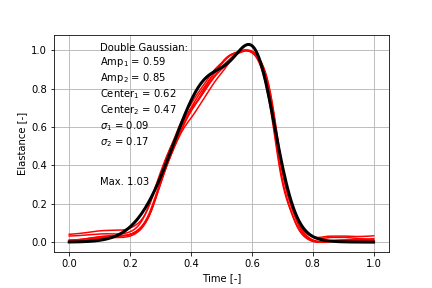 Double Gaussian:
Amp₁ = 0.59
Amp₂ = 0.85
Center₁ = 0.62
Center₂ = 0.47
σ₁ = 0.09
σ₂ = 0.17
Max. 1.03
Elastance [-]
1.0
0.8
0.6
0.4
0.2
0.0
0.0 0.2 0.4 0.6 0.8 1.0
Time [-]